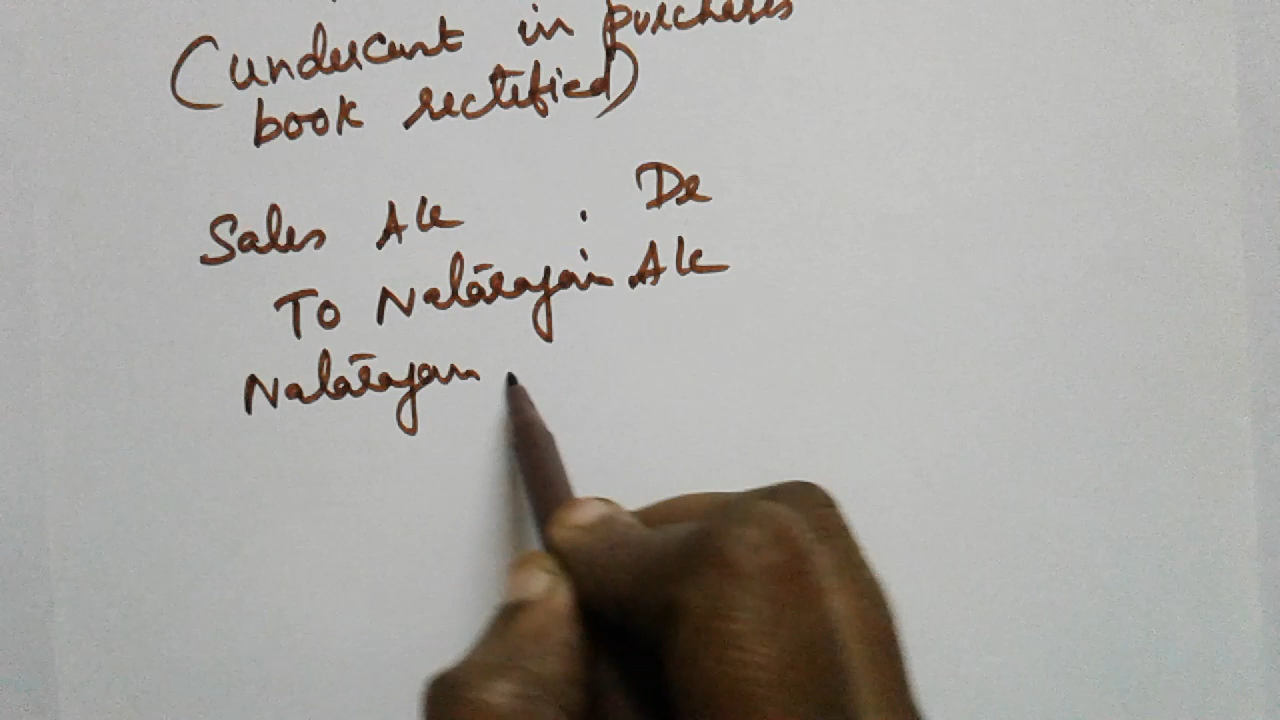 (undercast in purchases
book rectified)
Sales A/c Dr
To Natarajan A/c
Natarajan